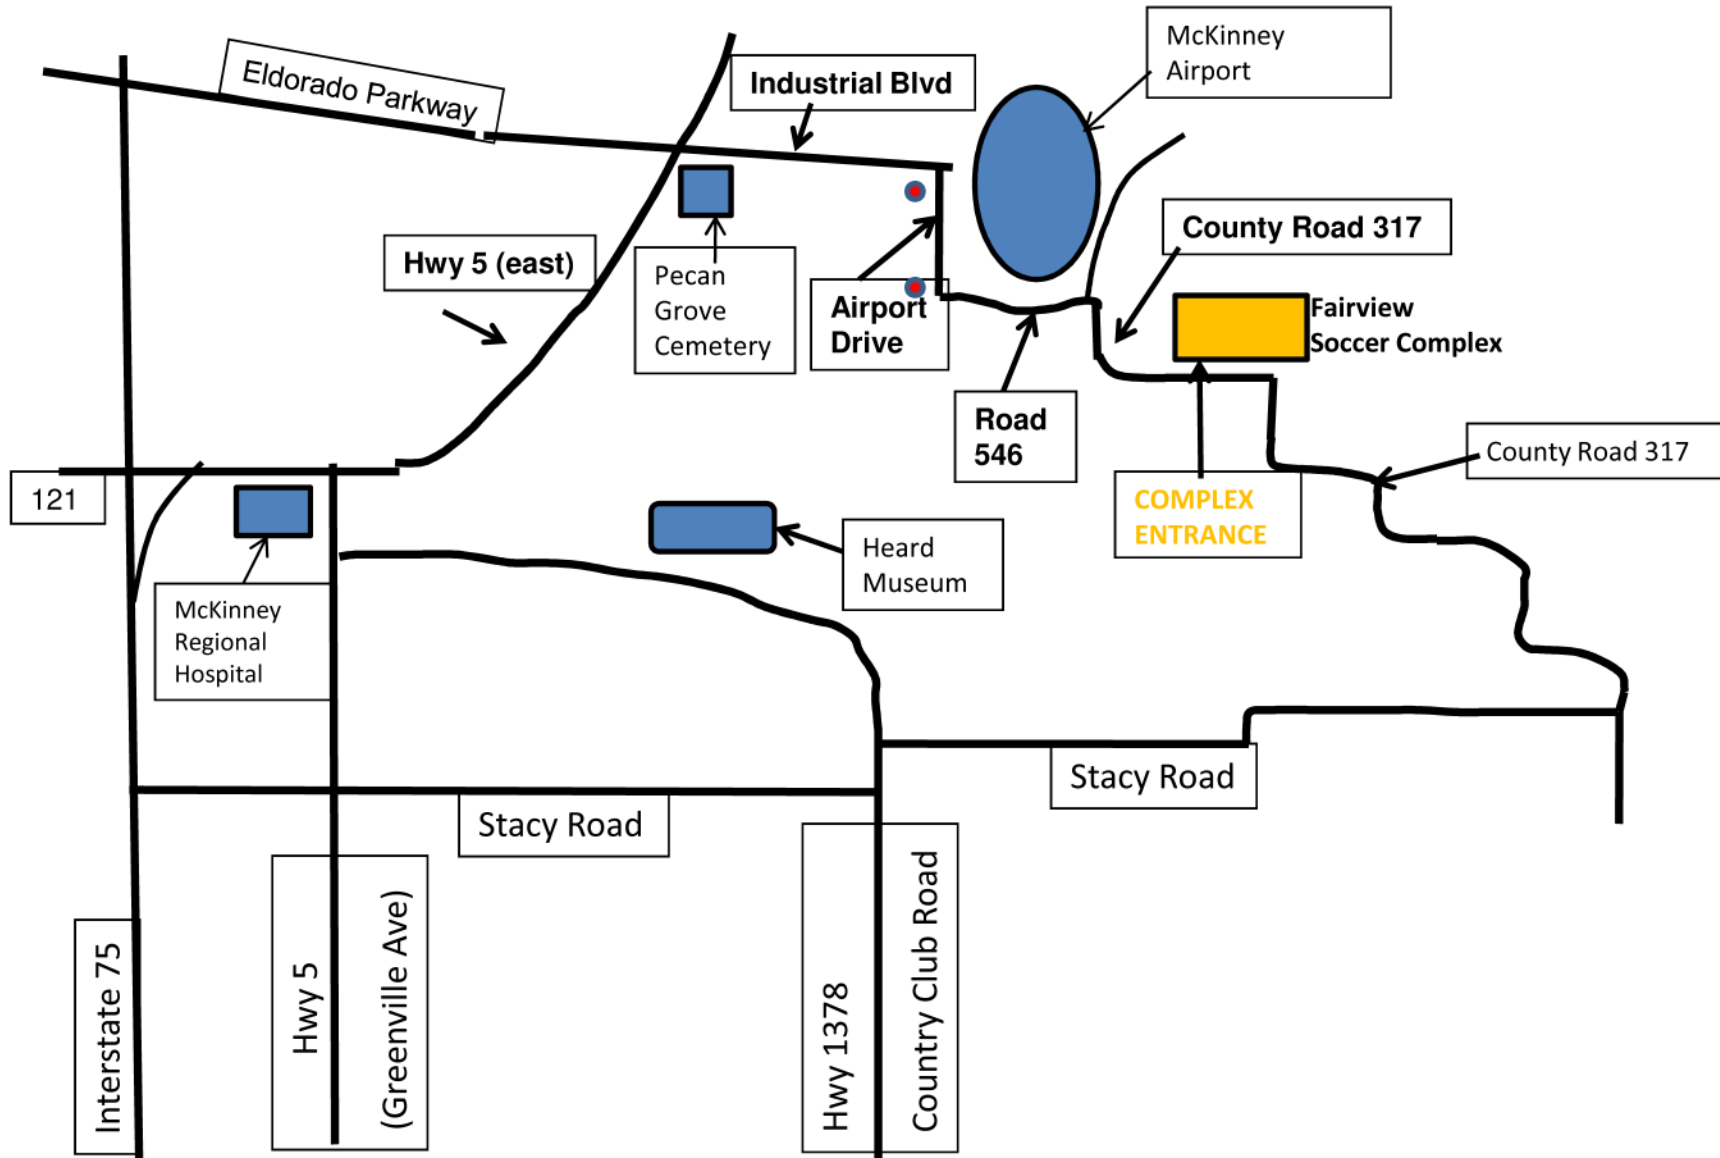 McKinney
Airport
Eldorado Parkway
Industrial Blvd
County Road 317
Hwy 5 (east)
Pecan
Grove
Cemetery
Airport
Drive
Fairview
Soccer Complex
Road
546
County Road 317
121
COMPLEX
ENTRANCE
Heard
Museum
McKinney
Regional
Hospital
Stacy Road
Stacy Road
Interstate 75
Hwy 5
(Greenville Ave)
Hwy 1378
Country Club Road